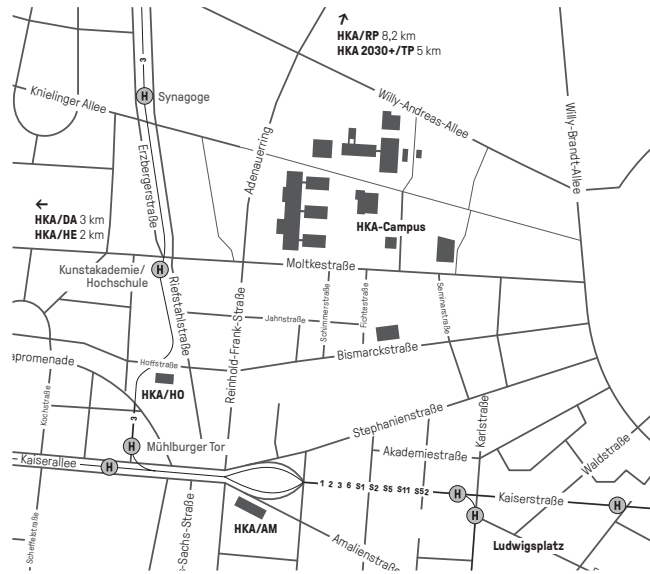 HKA/RP 8,2 km
HKA 2030+/TP 5 km
3
H
Synagoge
Knielinger Allee
Willy-Andreas-Allee
Willy-Brandt-Allee
Erzbergerstraße
Adenauerring
HKA/DA 3 km
HKA/HE 2 km
HKA-Campus
Kunstakademie/
Hochschule
H
Moltkestraße
Riefstahlstraße
Reinhold-Frank-Straße
Jahnstraße
Schirmerstraße
Fichtestraße
Seminarstraße
Bismarckstraße
apromenade
Hoffstraße
HKA/HO
Kochstraße
3
Stephanienstraße
Karlstraße
H
Mühlburger Tor
Akademiestraße
Waldstraße
Kaiserallee
H
1 2 3 6 S1 S2 S5 S11 S52
H
Kaiserstraße
H
H
HKA/AM
Ludwigsplatz
Scheffelstraße
-Sachs-Straße
Amalienstraße